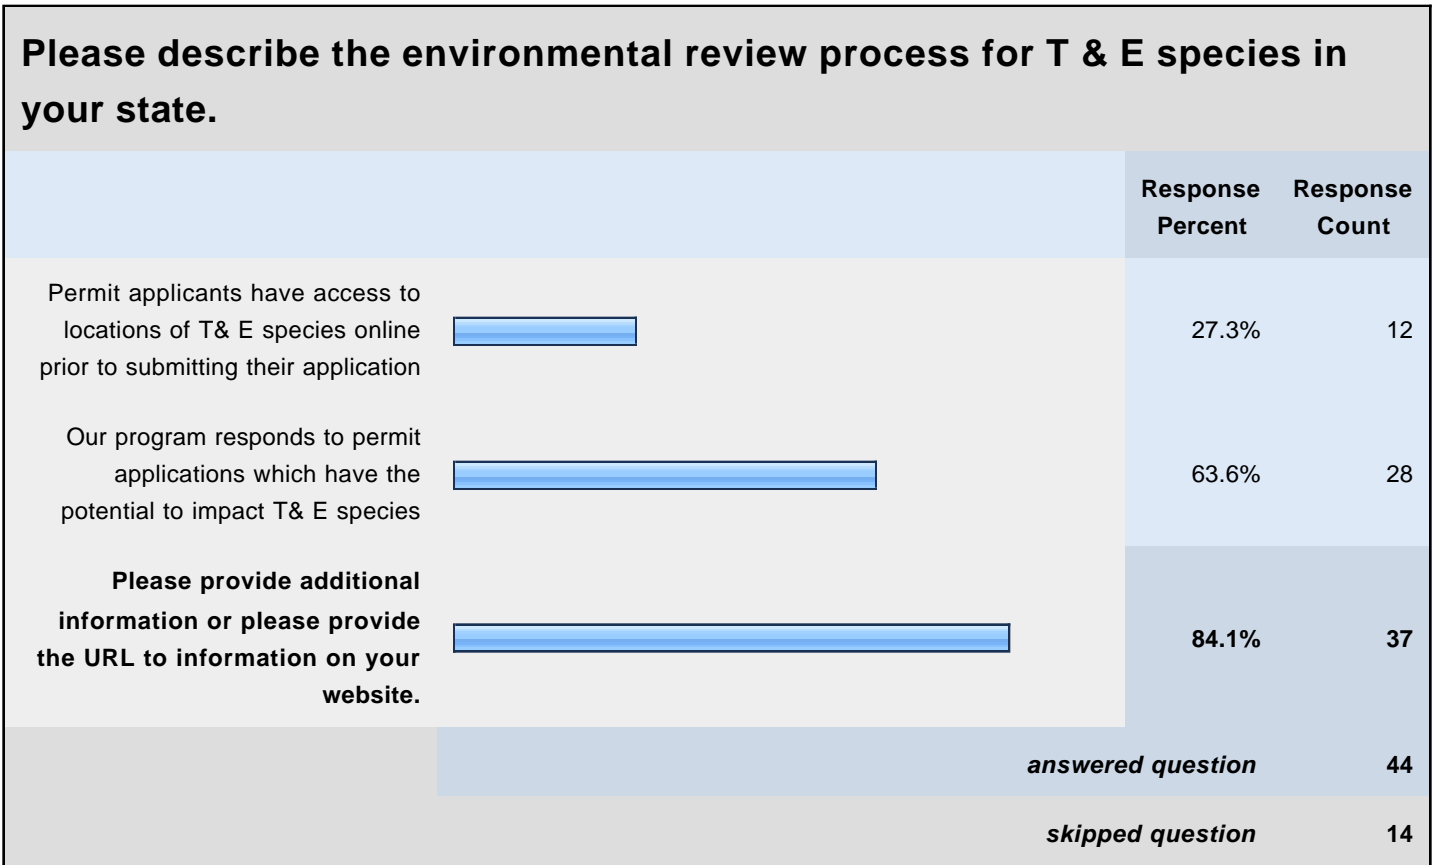 Please describe the environmental review process for T & E species in
your state.
Response Percent
Response Count
Permit applicants have access to
locations of T& E species online
prior to submitting their application
27.3%
12
Our program responds to permit
applications which have the
potential to impact T& E species
63.6%
28
Please provide additional
information or please provide
the URL to information on your
website.
84.1%
37
answered question 44
skipped question 14